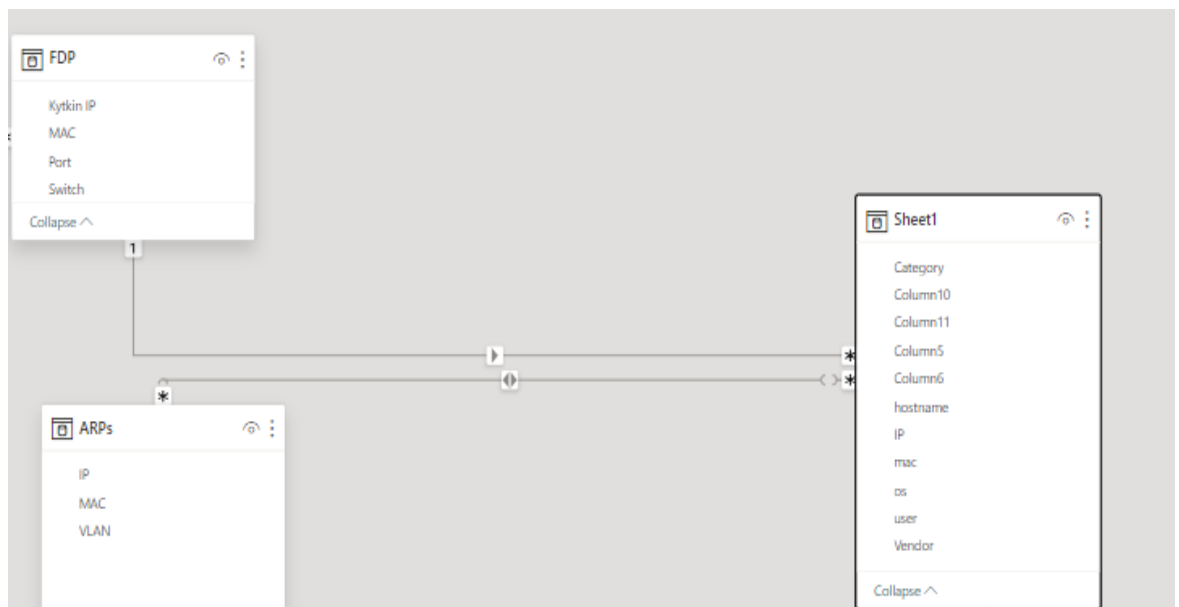 FDP
Kytkin IP
MAC
Port
Switch
Collapse
1
*
*
*
ARPs
IP
MAC
VLAN
Sheet1
Category
Column10
Column11
Column5
Column6
hostname
IP
mac
os
user
Vendor
Collapse